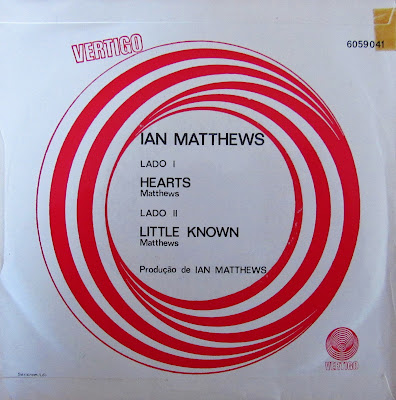 VERTIGO
6059041
IAN MATTHEWS
LADO I
HEARTS
Matthews
LADO II
LITTLE KNOWN
Matthews
Produção de IAN MATTHEWS
VERTIGO